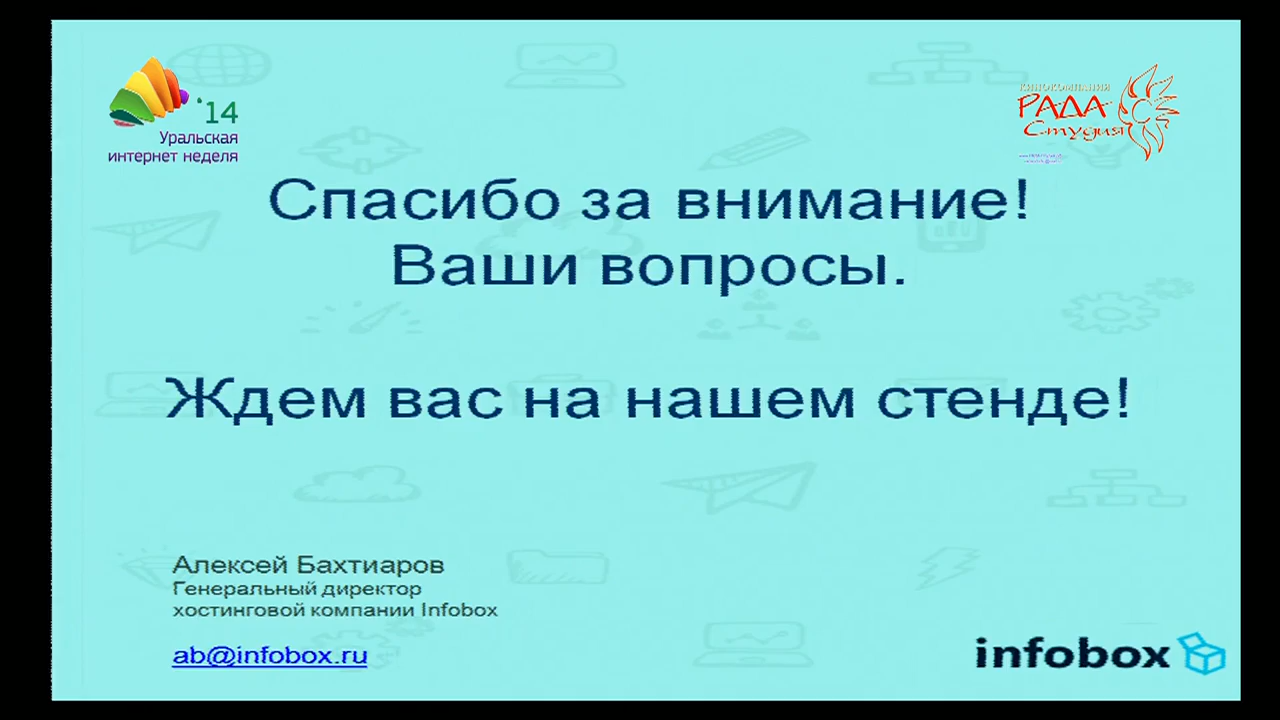 '14
Уральская
интернет неделя
КИНОКОМПАНИЯ
РАДА
Студия
Спасибо за внимание!
Ваши вопросы.
Ждем вас на нашем стенде!
Алексей Бахтиаров
Генеральный директор
хостинговой компании Infobox
ab@infobox.ru
infobox